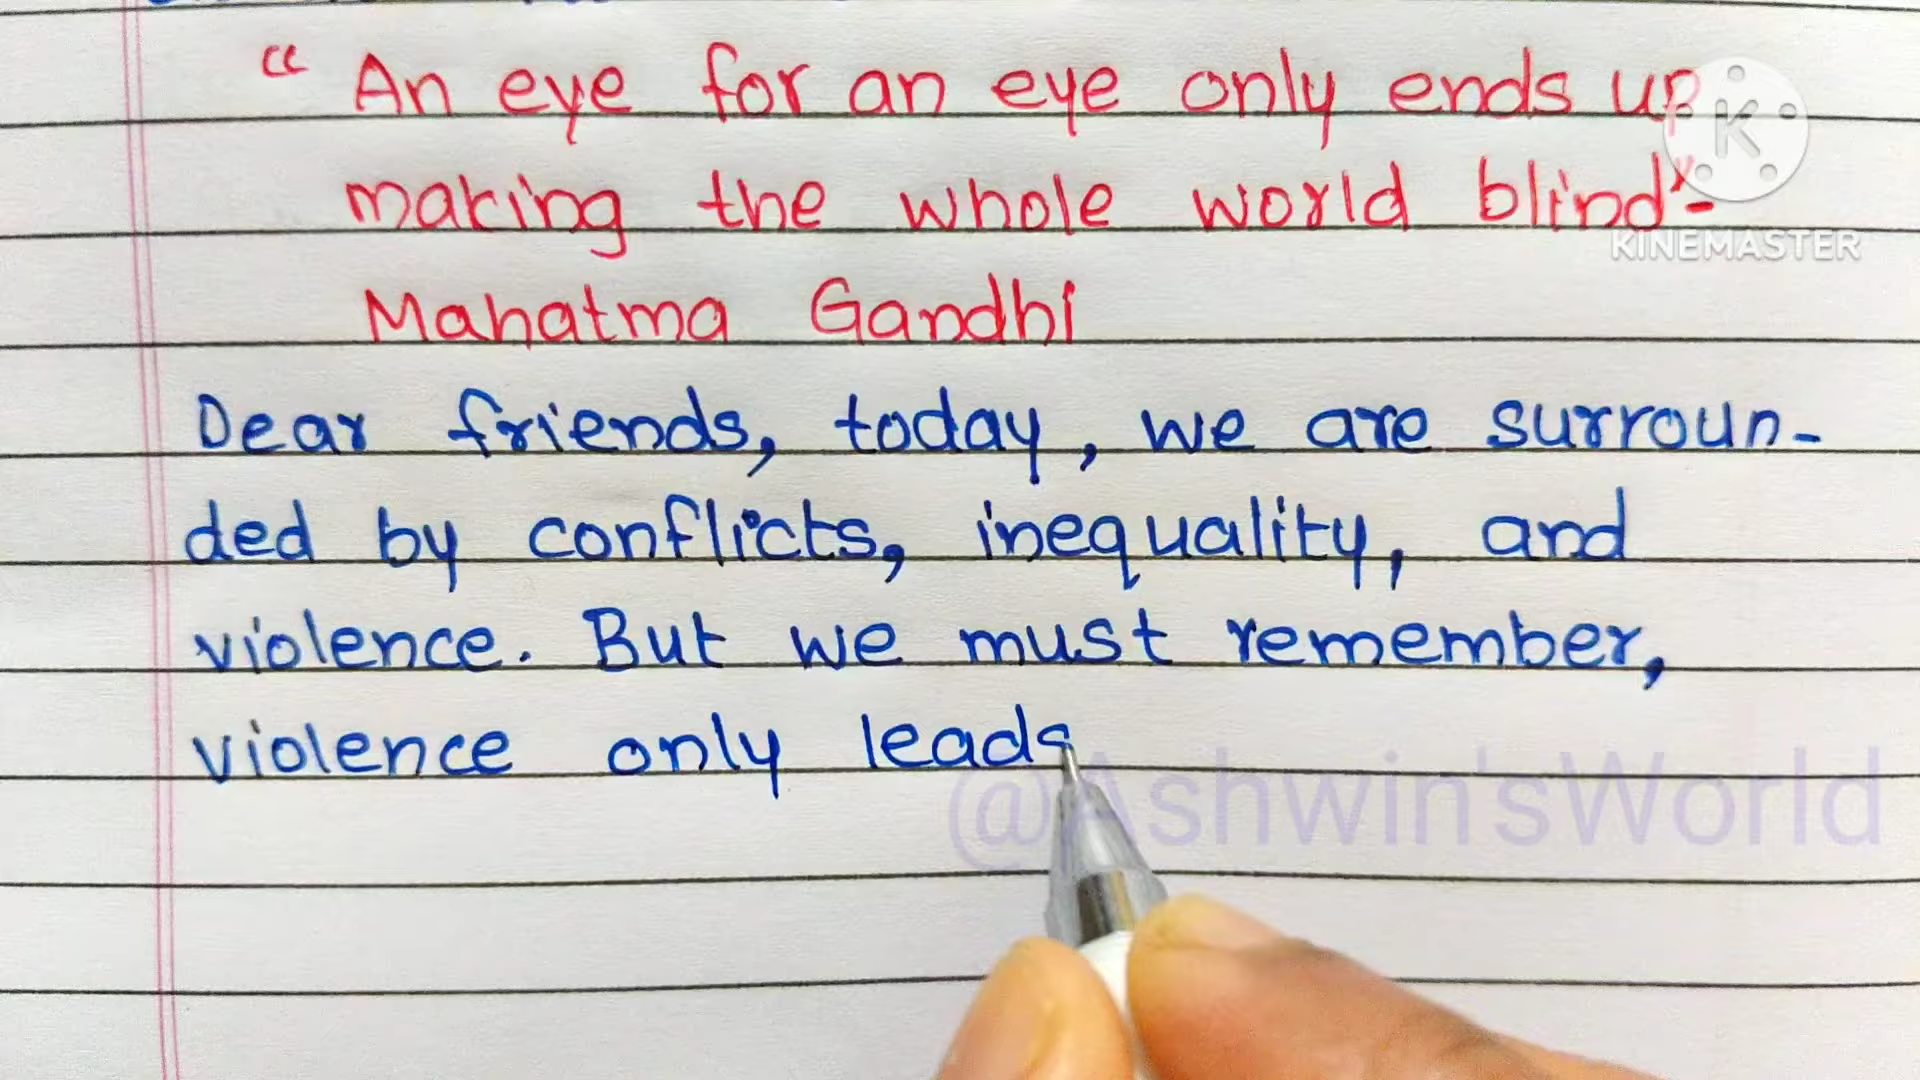 “ An eye for an eye only ends up
making the whole world blind”-
Mahatma Gandhi
Dear friends, today, we are surroun-
ded by conflicts, inequality, and
violence. But we must remember,
violence only leads
K
KINEMASTER
@Ashwin'sWorld